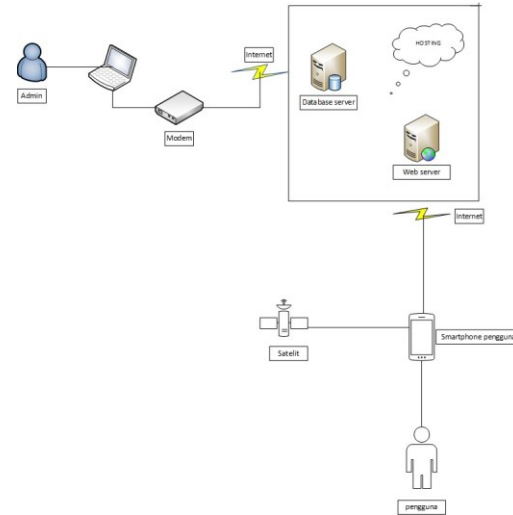 HOSTING
Internet
Database server
Admin
Modem
Web server
Internet
Satelit
Smartphone pengguna
pengguna